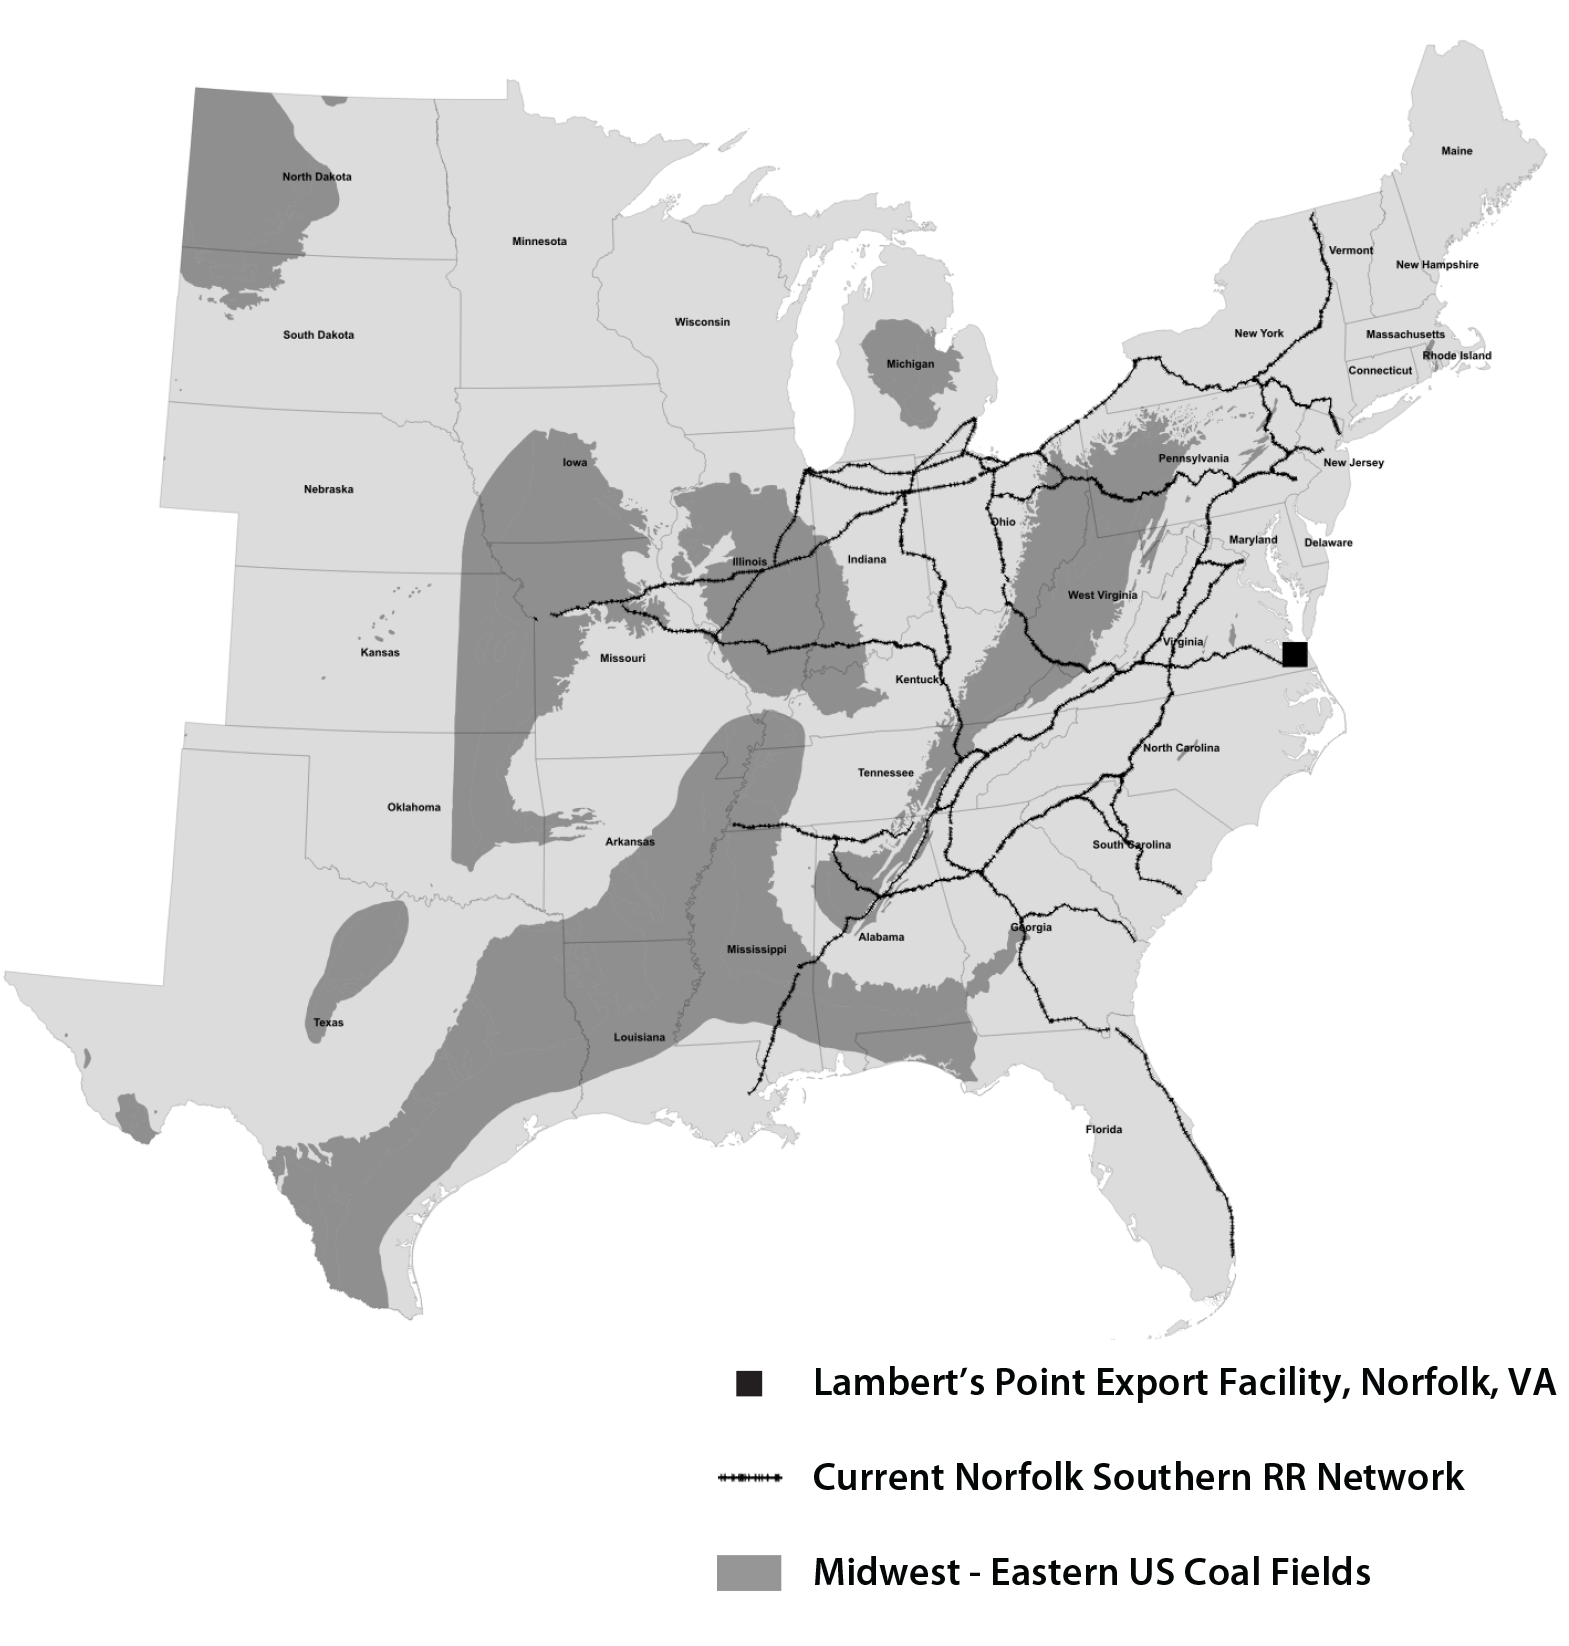 Maine
North Dakota
Minnesota
Vermont
New Hampshire
Wisconsin
South Dakota
New York
Massachusetts
Rhode Island
Michigan
Connecticut
Iowa
Pennsylvania
New Jersey
Nebraska
Ohio
Maryland
Delaware
Illinois
Indiana
West Virginia
Virginia
Kansas
Missouri
Kentucky
North Carolina
Tennessee
Oklahoma
Arkansas
South Carolina
Georgia
Alabama
Mississippi
Texas
Louisiana
Florida
Lambert’s Point Export Facility, Norfolk, VA
Current Norfolk Southern RR Network
Midwest - Eastern US Coal Fields